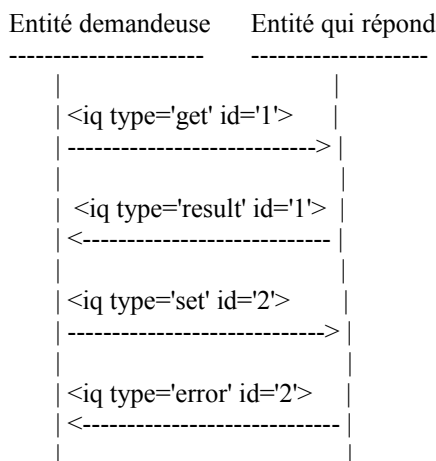 Entité demandeuse Entité qui répond
---------------------- --------------------
| |
| <iq type='get' id='1'> |
| ----------------------------> |
| |
| <iq type='result' id='1'> |
| <---------------------------- |
| |
| <iq type='set' id='2'> |
| -----------------------------> |
| |
| <iq type='error' id='2'> |
| <----------------------------- |
| |